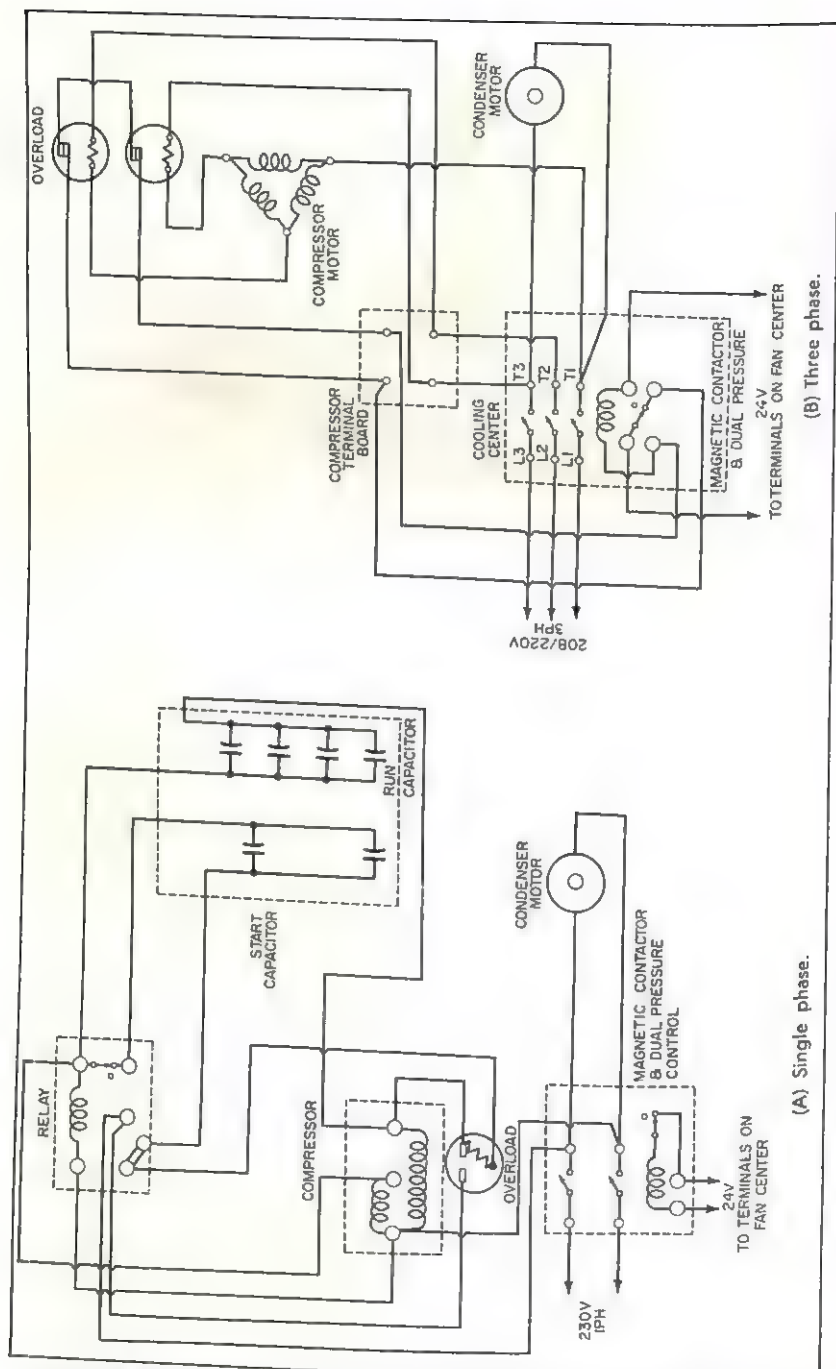 RELAY
START
CAPACITOR
RUN
CAPACITOR
COMPRESSOR
OVERLOAD
CONDENSER
MOTOR
MAGNETIC CONTACTOR
& DUAL PRESSURE
CONTROL
230V
1PH
24V
TO TERMINALS ON
FAN CENTER
(A) Single phase.
OVERLOAD
COMPRESSOR
MOTOR
COMPRESSOR
TERMINAL
BOARD
CONDENSER
MOTOR
COOLING
CENTER
L3
T3
L2
T2
L1
T1
208/220V
3PH
MAGNETIC CONTACTOR
& DUAL PRESSURE
24V
TO TERMINALS ON FAN CENTER
(B) Three phase.